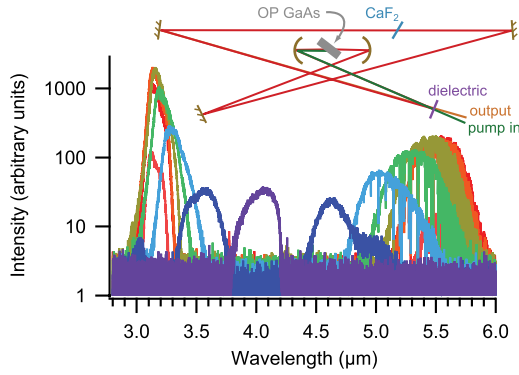 OP GaAs
CaF₂
dielectric
output
pump in
Intensity (arbitrary units)
1000
100
10
1
3.0 3.5 4.0 4.5 5.0 5.5 6.0
Wavelength (µm)